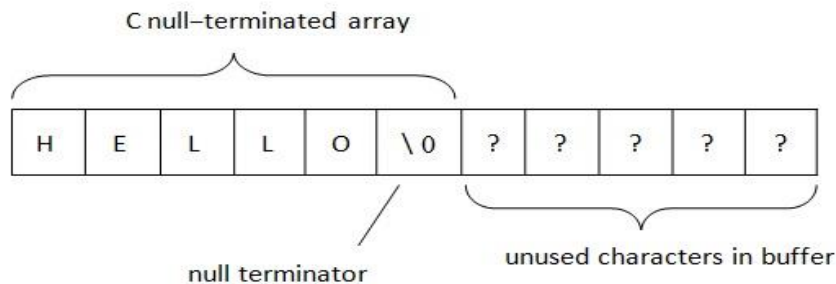 C null-terminated array
H E L L O \0 ? ? ? ? ?
null terminator
unused characters in buffer